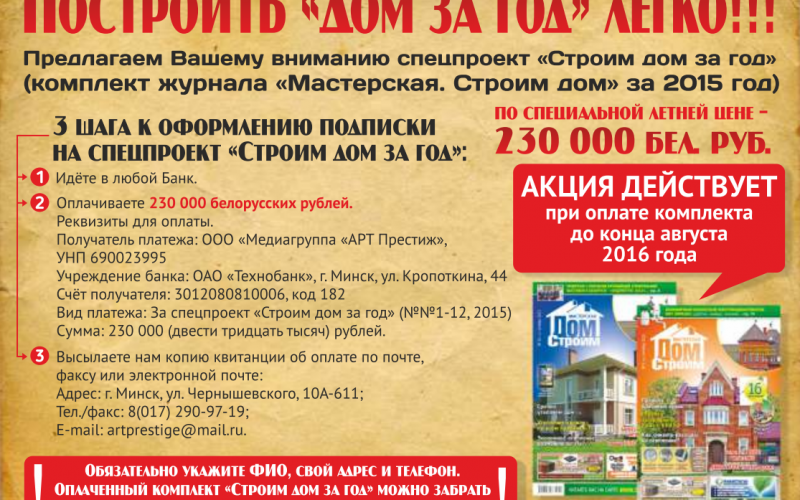 ПОСТРОИТЬ «ДОМ ЗА ГОД» ЛЕГКО!!!
Предлагаем Вашему вниманию спецпроект «Строим дом за год»
(комплект журнала «Мастерская. Строим дом» за 2015 год)
ПО СПЕЦИАЛЬНОЙ ЛЕТНЕЙ ЦЕНЕ –
230 000 БЕЛ. РУБ.
3 ШАГА К ОФОРМЛЕНИЮ ПОДПИСКИ
НА СПЕЦПРОЕКТ «СТРОИМ ДОМ ЗА ГОД»:
1 Идёте в любой Банк.
2 Оплачиваете 230 000 белорусских рублей.
Реквизиты для оплаты.
Получатель платежа: ООО «Медиагруппа «АРТ Престиж»,
УНП 690023995
Учреждение банка: ОАО «Технобанк», г. Минск, ул. Кропоткина, 44
Счёт получателя: 3012080810006, код 182
Вид платежа: За спецпроект «Строим дом за год» (№№1-12, 2015)
Сумма: 230 000 (двести тридцать тысяч) рублей.
3 Высылаете нам копию квитанции об оплате по почте,
факсу или электронной почте:
Адрес: г. Минск, ул. Чернышевского, 10А-611;
Тел./факс: 8(017) 290-97-19;
E-mail: artprestige@mail.ru.
АКЦИЯ ДЕЙСТВУЕТ
при оплате комплекта
до конца августа
2016 года
МАСТЕРСКАЯ
ДОМ
СТРОИМ
МАСТЕРСКАЯ
ДОМ
СТРОИМ
16
! ОБЯЗАТЕЛЬНО УКАЖИТЕ ФИО, СВОЙ АДРЕС И ТЕЛЕФОН. !
ОПЛАЧЕННЫЙ КОМПЛЕКТ «СТРОИМ ДОМ ЗА ГОД» МОЖНО ЗАБРАТЬ